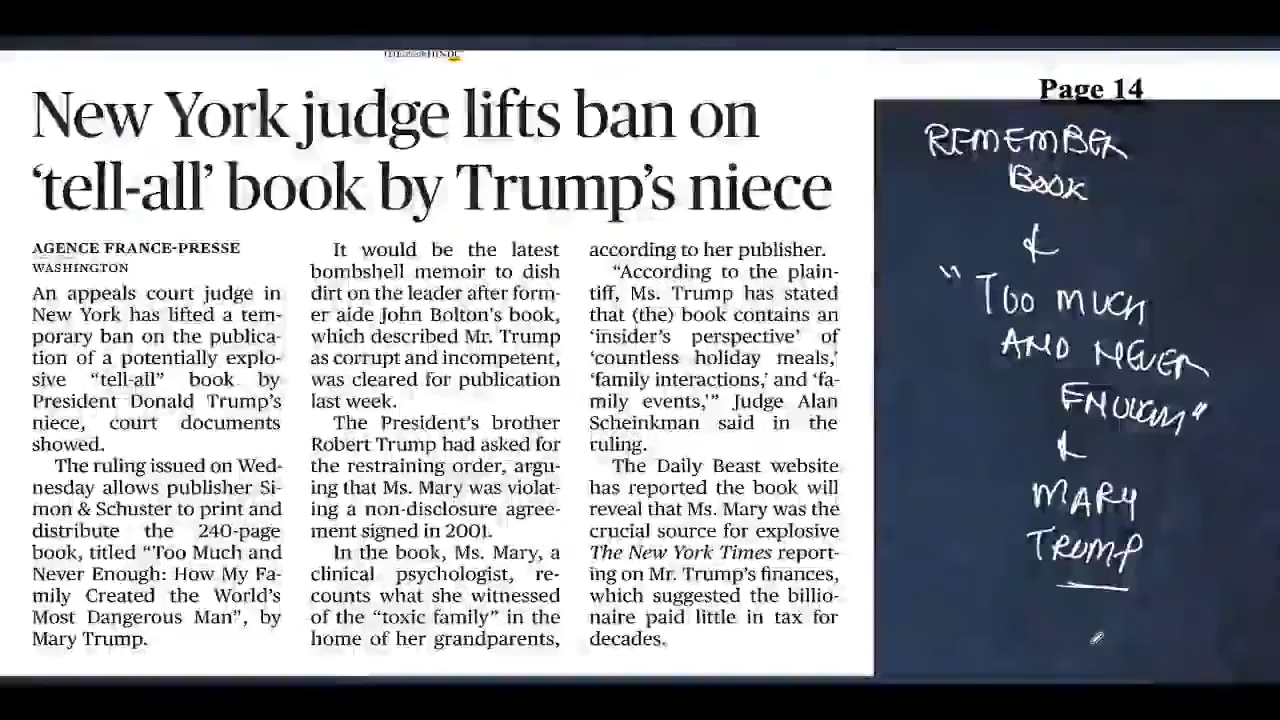 THE HINDU
New York judge lifts ban on
‘tell-all’ book by Trump’s niece
AGENCE FRANCE-PRESSE
WASHINGTON
An appeals court judge in
New York has lifted a tem-
porary ban on the publica-
tion of a potentially explo-
sive “tell-all” book by
President Donald Trump’s
niece, court documents
showed.
The ruling issued on Wed-
nesday allows publisher Si-
mon & Schuster to print and
distribute the 240-page
book, titled “Too Much and
Never Enough: How My Fa-
mily Created the World’s
Most Dangerous Man”, by
Mary Trump.
It would be the latest
bombshell memoir to dish
dirt on the leader after form-
er aide John Bolton’s book,
which described Mr. Trump
as corrupt and incompetent,
was cleared for publication
last week.
The President’s brother
Robert Trump had asked for
the restraining order, argu-
ing that Ms. Mary was violat-
ing a non-disclosure agree-
ment signed in 2001.
In the book, Ms. Mary, a
clinical psychologist, re-
counts what she witnessed
of the “toxic family” in the
home of her grandparents,
according to her publisher.
“According to the plain-
tiff, Ms. Trump has stated
that (the) book contains an
‘insider’s perspective’ of
‘countless holiday meals,’
‘family interactions,’ and ‘fa-
mily events,’” Judge Alan
Scheinkman said in the
ruling.
The Daily Beast website
has reported the book will
reveal that Ms. Mary was the
crucial source for explosive
The New York Times report-
ing on Mr. Trump’s finances,
which suggested the billio-
naire paid little in tax for
decades.
Page 14
REMEMBER
BOOK
&
"TOO MUCH
AND NEVER
ENOUGH"
&
MARY
TRUMP